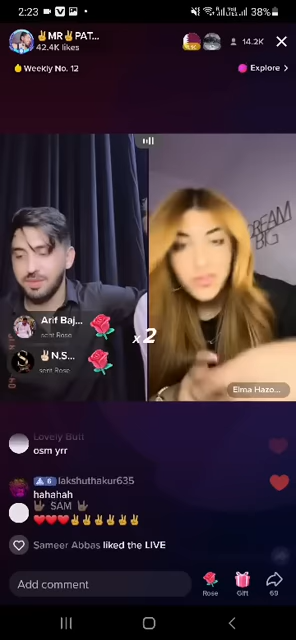 2:23
38%
✌MR✌PAT...
42.4K likes
14.2K
Weekly No. 12
Explore >
DREAM
BIG
Arif Baj...
sent Rose
✌N.S...
sent Rose
x2
Elma Hazo...
Lovely Butt
osm yrr
6 lakshuthakur635
hahahah
🤟 SAM 🤟
❤❤❤✌✌✌✌✌✌
Sameer Abbas liked the LIVE
Add comment
Rose
Gift
69